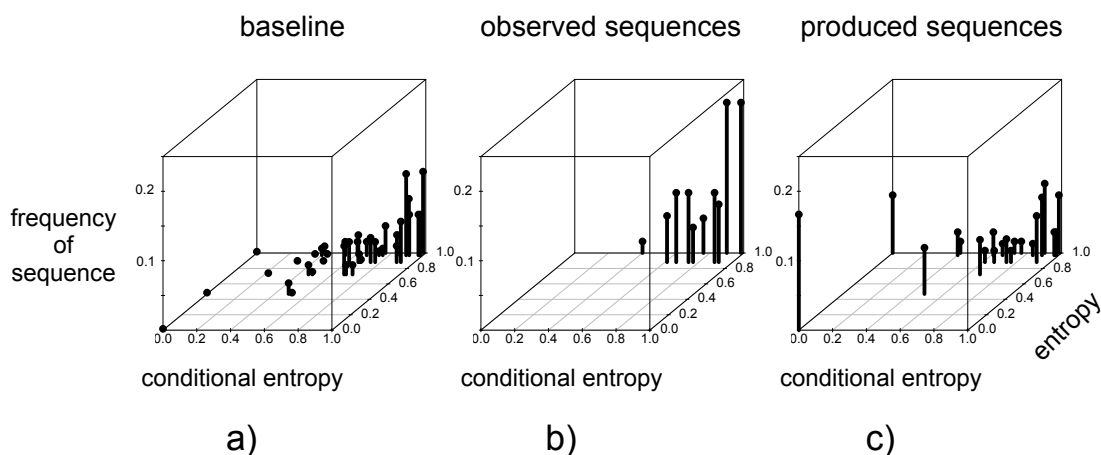 baseline
observed sequences
produced sequences
frequency
of
sequence
0.2
0.1
0.0 0.2 0.4 0.6 0.8 1.0
0.0
0.2
0.4
0.6
0.8
1.0
conditional entropy
a)
0.2
0.1
0.0 0.2 0.4 0.6 0.8 1.0
0.0
0.2
0.4
0.6
0.8
1.0
conditional entropy
b)
0.2
0.1
0.0 0.2 0.4 0.6 0.8 1.0
0.0
0.2
0.4
0.6
0.8
1.0
entropy
conditional entropy
c)